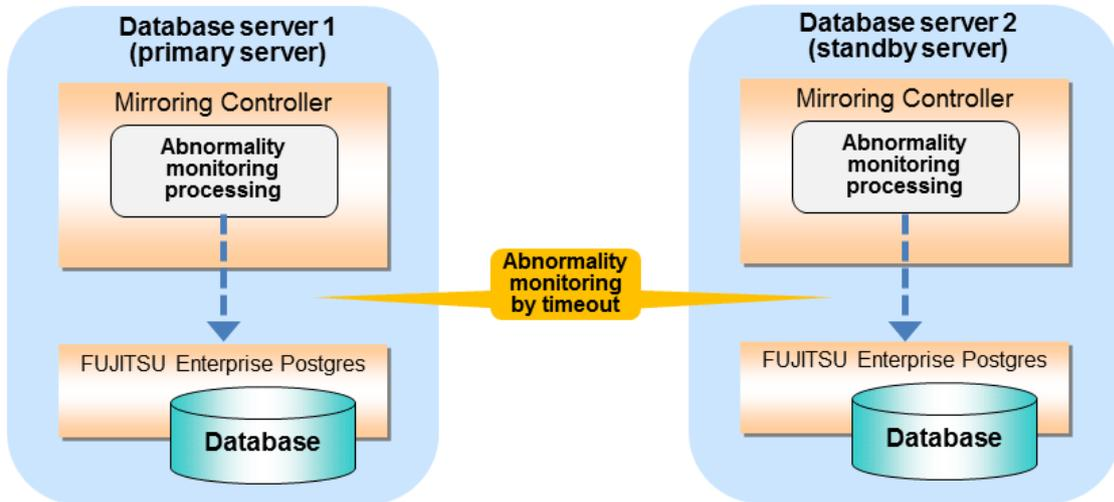 Database server 1
(primary server)
Mirroring Controller
Abnormality
monitoring
processing
FUJITSU Enterprise Postgres
Database
Abnormality
monitoring
by timeout
Database server 2
(standby server)
Mirroring Controller
Abnormality
monitoring
processing
FUJITSU Enterprise Postgres
Database